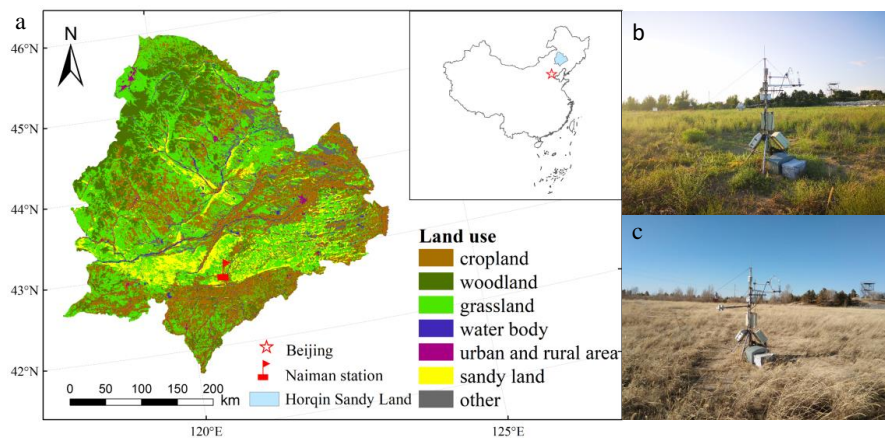 a
N
46°N
45°N
44°N
43°N
42°N
Land use
cropland
woodland
grassland
water body
urban and rural area
sandy land
other
Beijing
Naiman station
Horqin Sandy Land
0 50 100 150 200
km
120°E
125°E
b
c